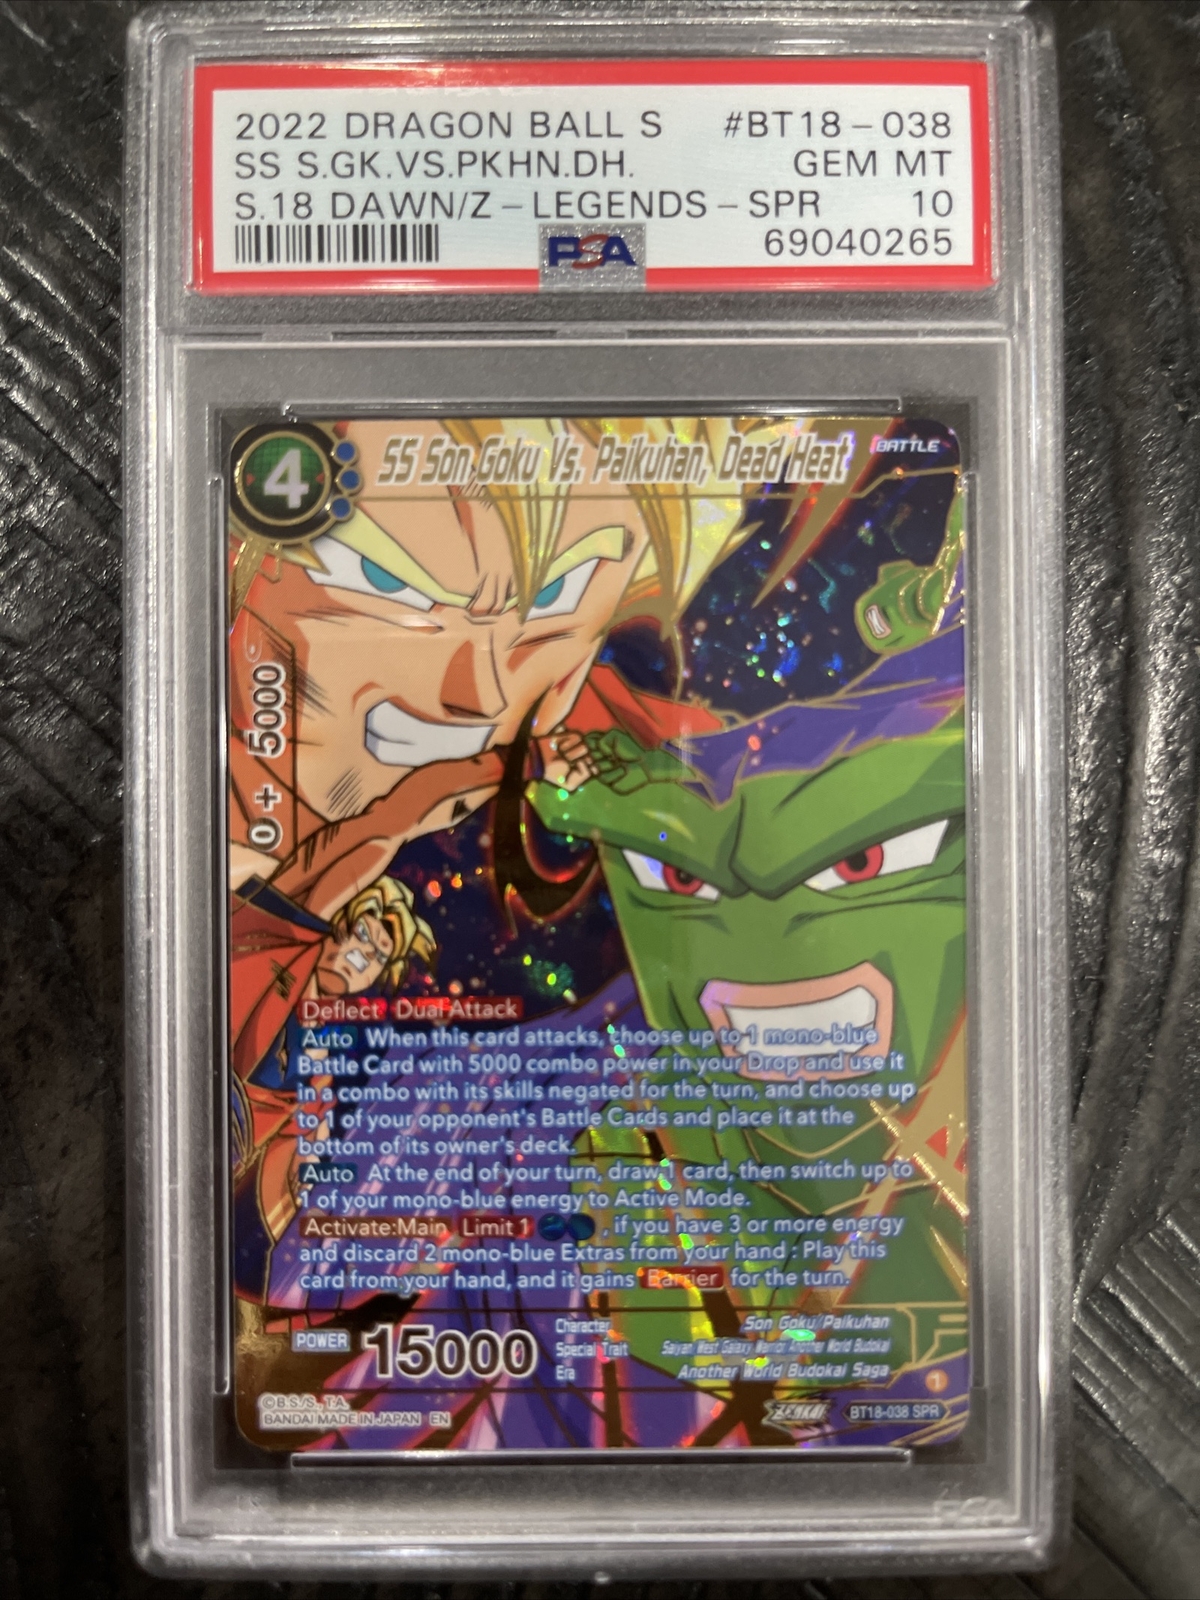 2022 DRAGON BALL S #BT18-038
SS S.GK.VS.PKHN.DH. GEM MT
S.18 DAWN/Z-LEGENDS-SPR 10
PSA 69040265
4 SS Son Goku Vs. Paikuhan, Dead Heat BATTLE
0 + 5000
Deflect Dual Attack
Auto When this card attacks, choose up to 1 mono-blue
Battle Card with 5000 combo power in your Drop and use it
in a combo with its skills negated for the turn, and choose up
to 1 of your opponent's Battle Cards and place it at the
bottom of its owner's deck.
Auto At the end of your turn, draw 1 card, then switch up to
1 of your mono-blue energy to Active Mode.
Activate:Main Limit 1 , if you have 3 or more energy
and discard 2 mono-blue Extras from your hand : Play this
card from your hand, and it gains Barrier for the turn.
POWER 15000
Character Son Goku/Paikuhan
Special Trait Saiyan West Galaxy Warrior Another World Budokai
Era Another World Budokai Saga
1
©B.S./S., T.A.
BANDAI MADE IN JAPAN EN
ZENKAI BT18-038 SPR